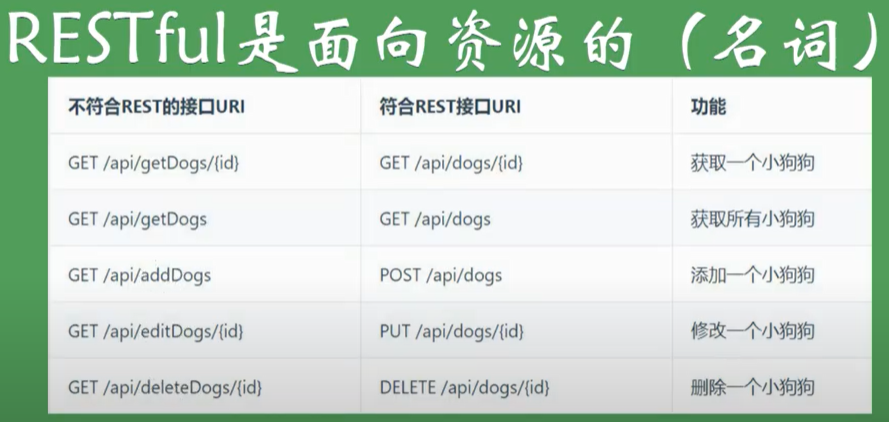 RESTful是面向资源的（名词）
不符合REST的接口URI 符合REST接口URI 功能
GET /api/getDogs/{id} GET /api/dogs/{id} 获取一个小狗狗
GET /api/getDogs GET /api/dogs 获取所有小狗狗
GET /api/addDogs POST /api/dogs 添加一个小狗狗
GET /api/editDogs/{id} PUT /api/dogs/{id} 修改一个小狗狗
GET /api/deleteDogs/{id} DELETE /api/dogs/{id} 删除一个小狗狗